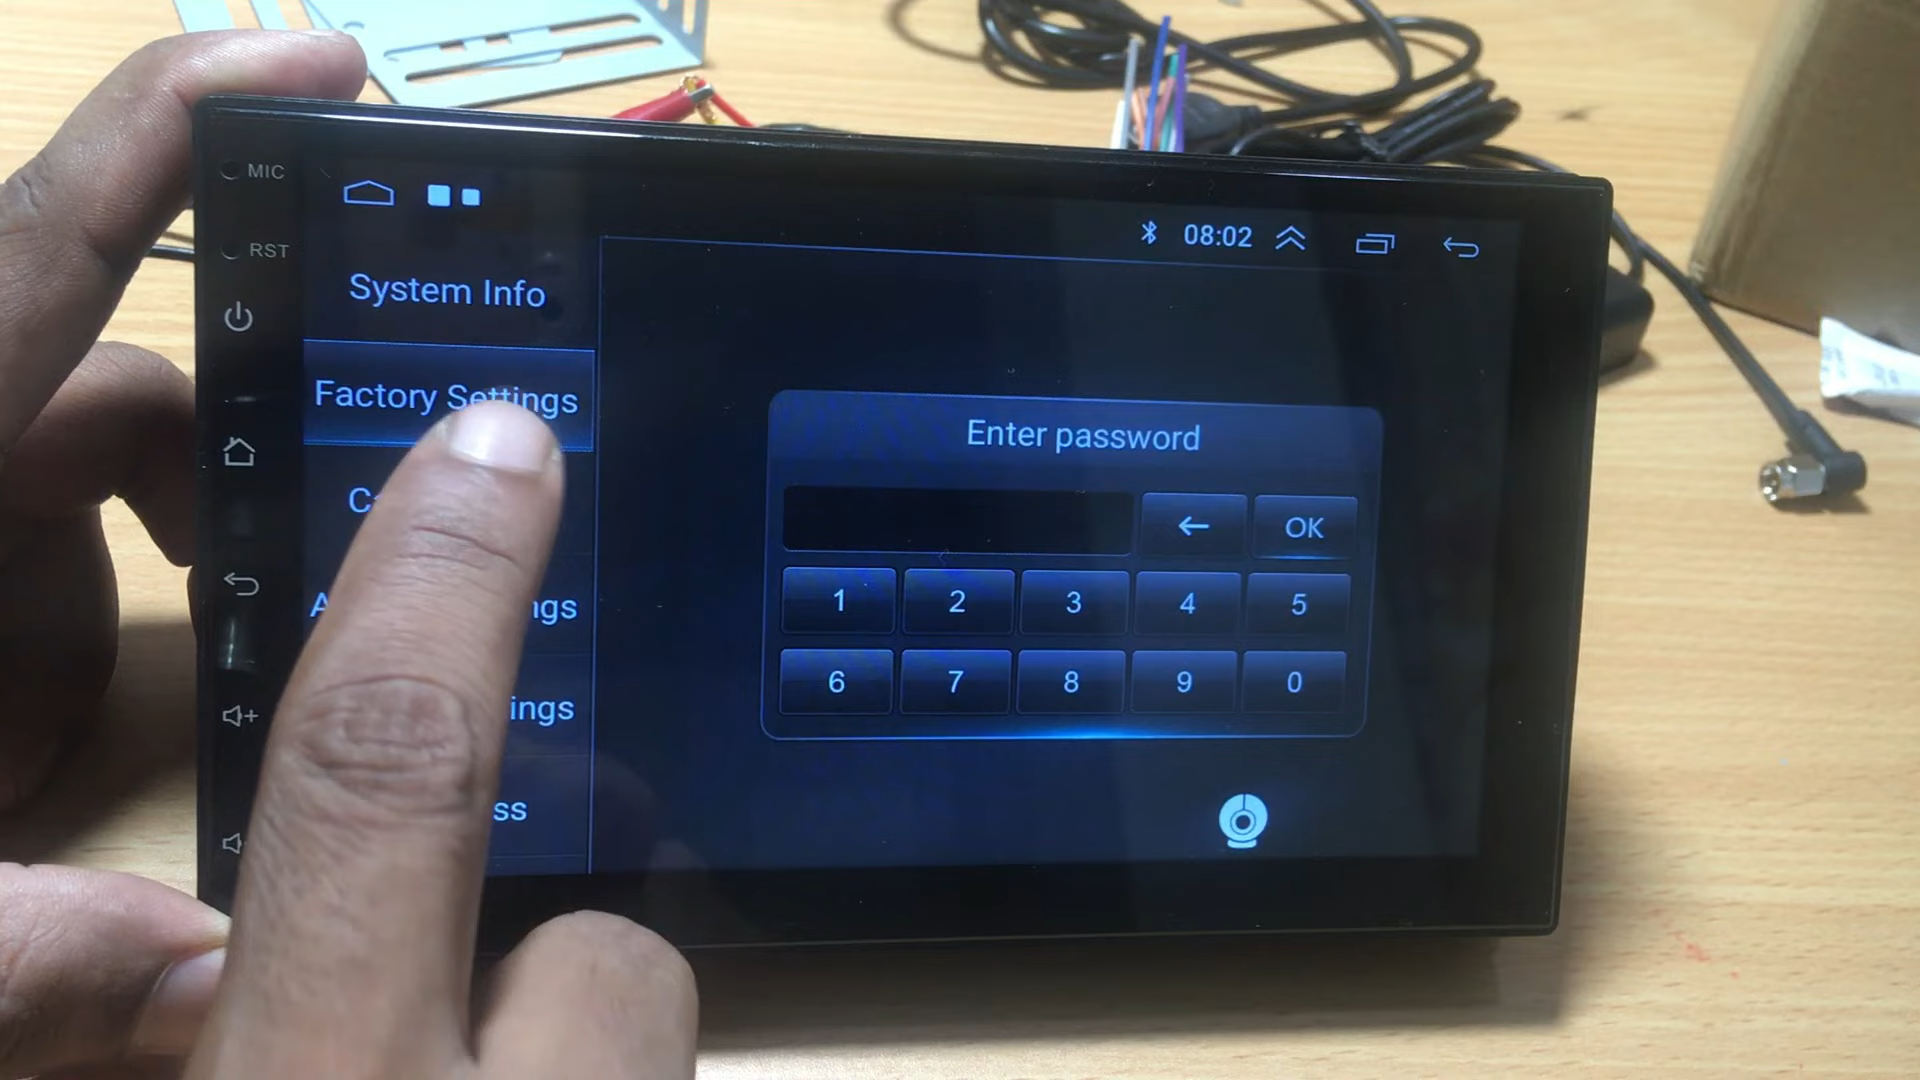 MIC
RST
08:02
System Info
Factory Settings
Enter password
OK
1 2 3 4 5
6 7 8 9 0